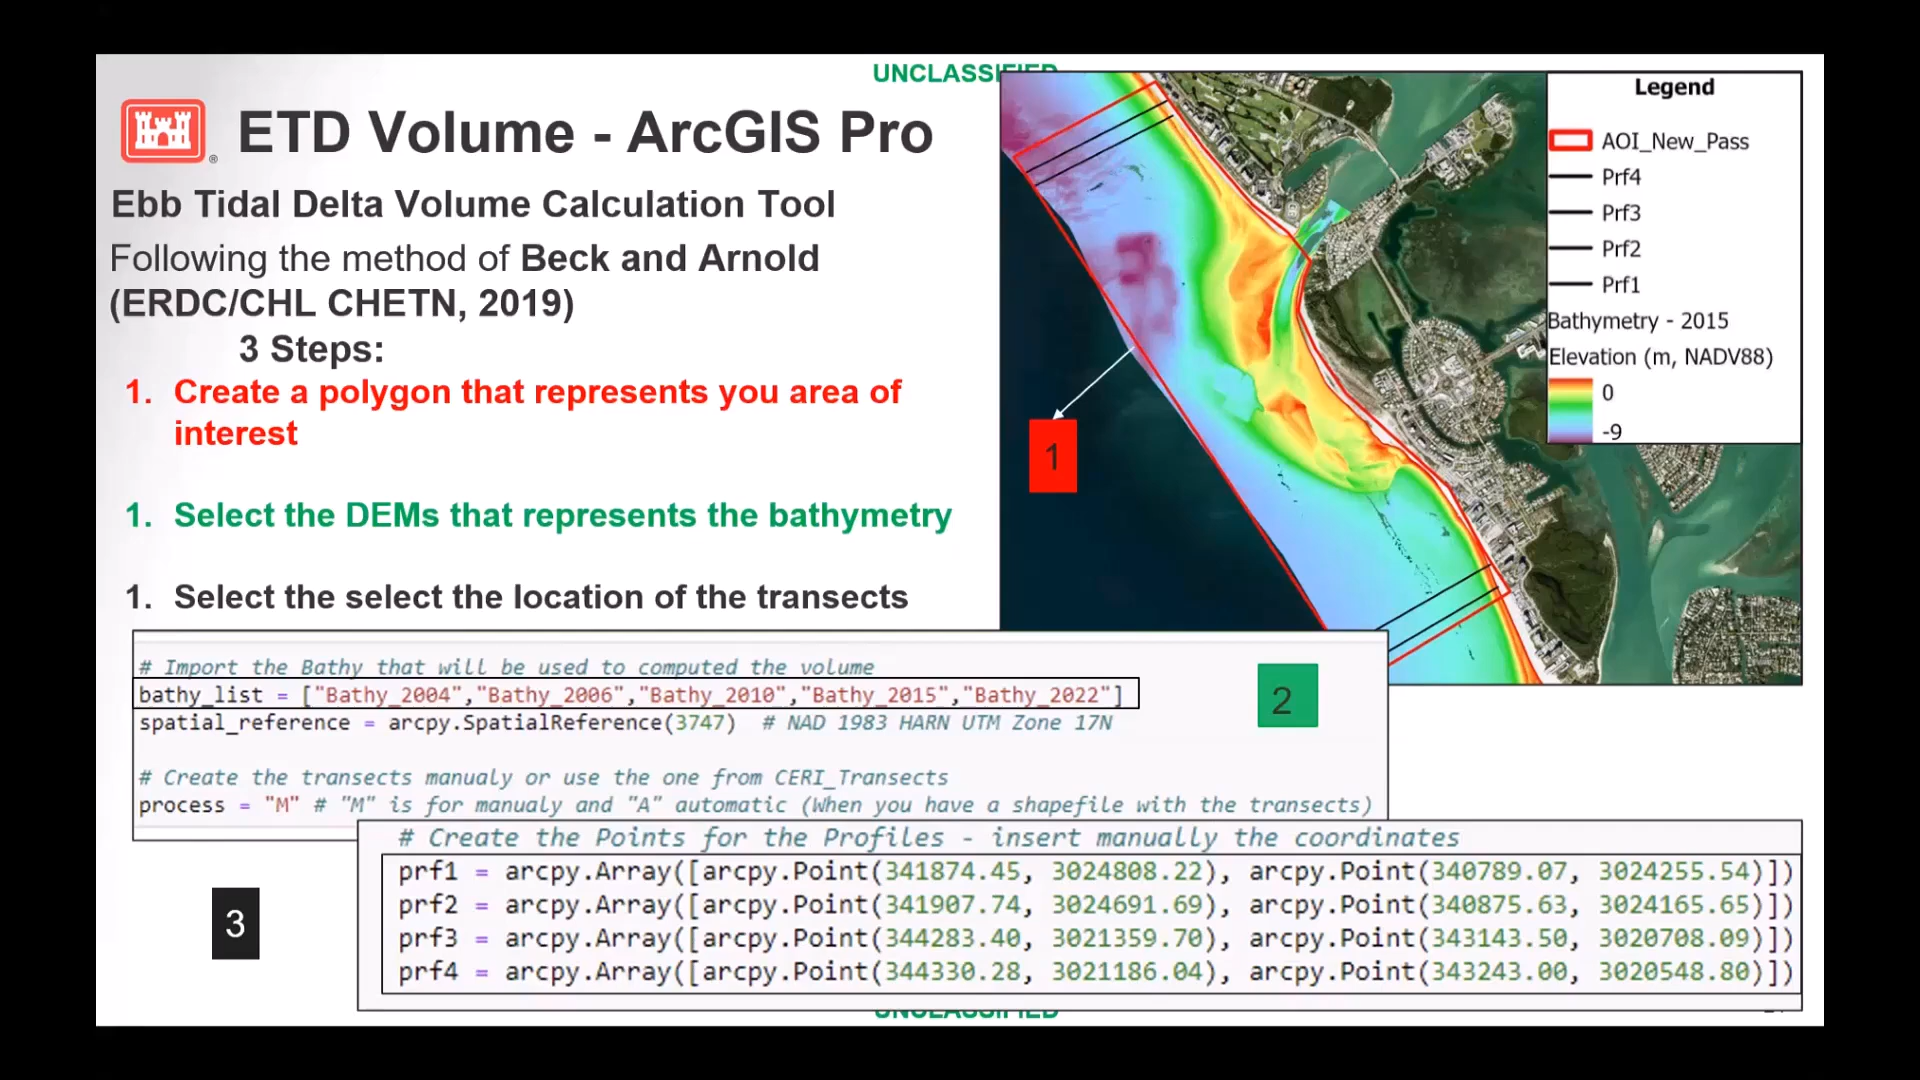 UNCLASSIFIED
ETD Volume - ArcGIS Pro
®
Ebb Tidal Delta Volume Calculation Tool
Following the method of Beck and Arnold
(ERDC/CHL CHETN, 2019)
3 Steps:
1. Create a polygon that represents you area of
interest
1. Select the DEMs that represents the bathymetry
1. Select the select the location of the transects
Legend
AOI_New_Pass
Prf4
Prf3
Prf2
Prf1
Bathymetry - 2015
Elevation (m, NADV88)
0
-9
1
# Import the Bathy that will be used to computed the volume
bathy_list = ["Bathy_2004","Bathy_2006","Bathy_2010","Bathy_2015","Bathy_2022"]
spatial_reference = arcpy.SpatialReference(3747) # NAD 1983 HARN UTM Zone 17N
2
# Create the transects manualy or use the one from CERI_Transects
process = "M" # "M" is for manualy and "A" automatic (When you have a shapefile with the transects)
# Create the Points for the Profiles - insert manually the coordinates
prf1 = arcpy.Array([arcpy.Point(341874.45, 3024808.22), arcpy.Point(340789.07, 3024255.54)])
prf2 = arcpy.Array([arcpy.Point(341907.74, 3024691.69), arcpy.Point(340875.63, 3024165.65)])
prf3 = arcpy.Array([arcpy.Point(344283.40, 3021359.70), arcpy.Point(343143.50, 3020708.09)])
prf4 = arcpy.Array([arcpy.Point(344330.28, 3021186.04), arcpy.Point(343243.00, 3020548.80)])
3
UNCLASSIFIED